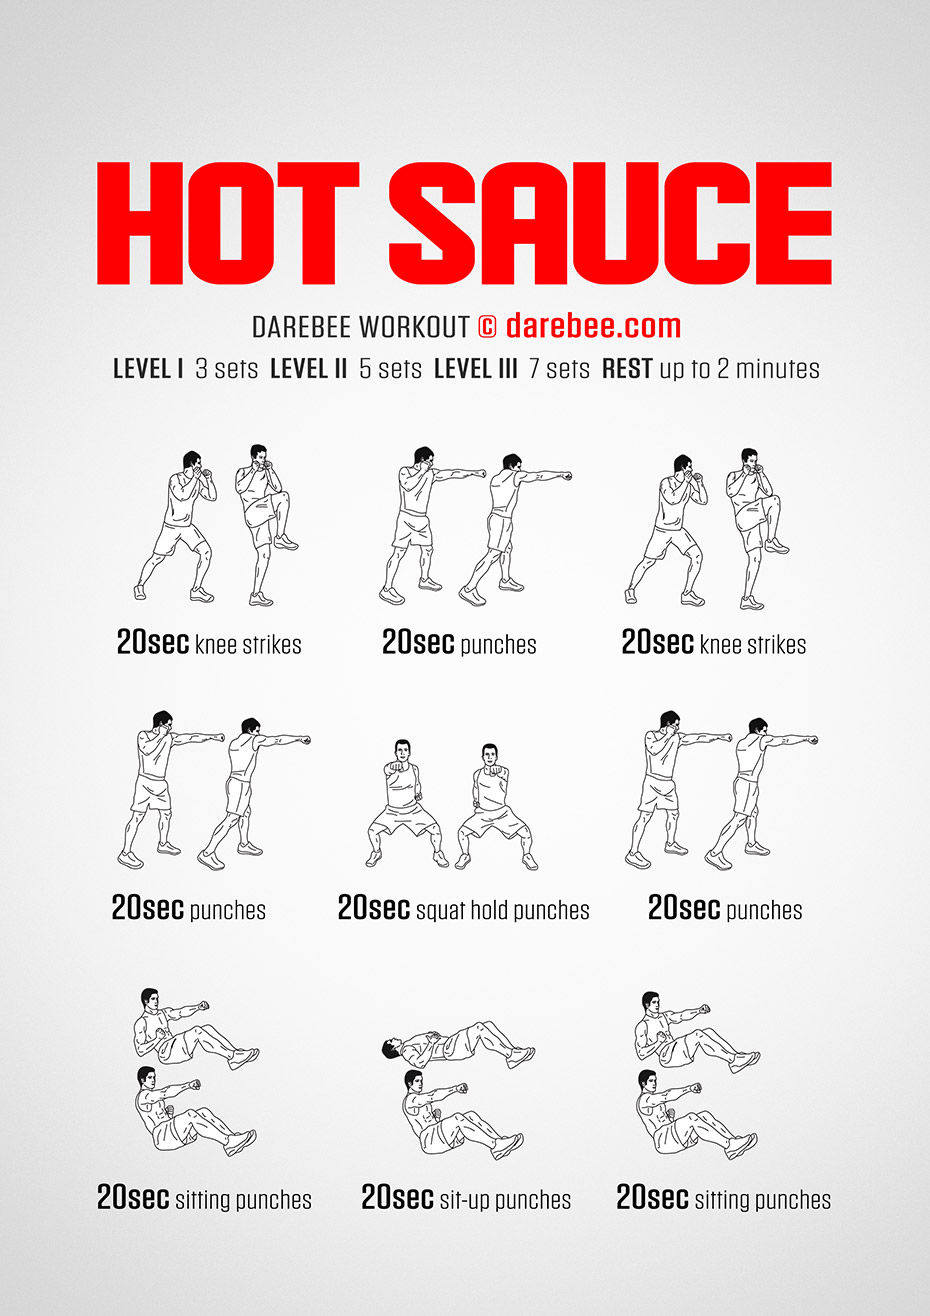 HOT SAUCE
DAREBEE WORKOUT © darebee.com
LEVEL I 3 sets LEVEL II 5 sets LEVEL III 7 sets REST up to 2 minutes
20sec knee strikes
20sec punches
20sec knee strikes
20sec punches
20sec squat hold punches
20sec punches
20sec sitting punches
20sec sit-up punches
20sec sitting punches